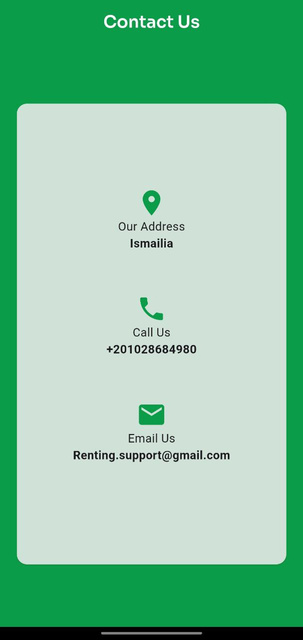 Contact Us
Our Address
Ismailia
Call Us
+201028684980
Email Us
Renting.support@gmail.com